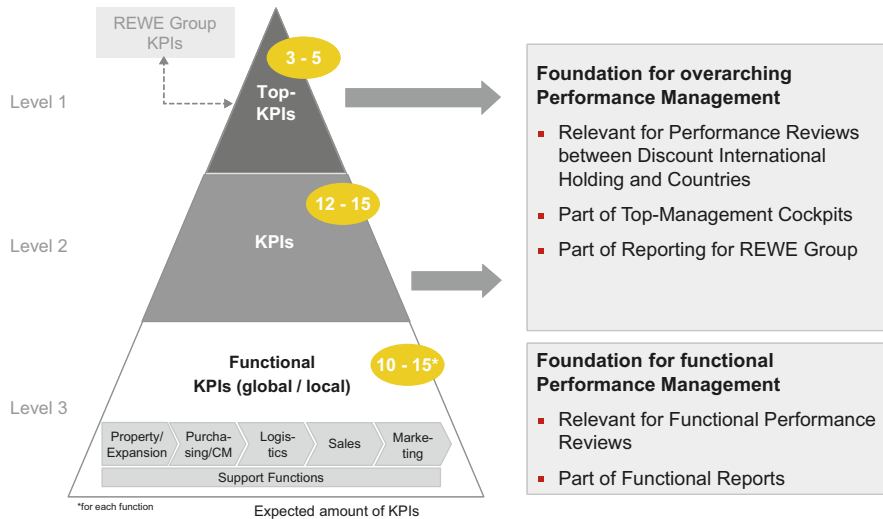 REWE Group
KPIs
3 - 5
Level 1
Top-
KPIs
12 - 15
Level 2
KPIs
10 - 15*
Functional
KPIs (global / local)
Level 3
Property/
Expansion
Purcha-
sing/CM
Logis-
tics
Sales
Marke-
ting
Support Functions
*for each function
Expected amount of KPIs
Foundation for overarching
Performance Management
▪ Relevant for Performance Reviews
between Discount International
Holding and Countries
▪ Part of Top-Management Cockpits
▪ Part of Reporting for REWE Group
Foundation for functional
Performance Management
▪ Relevant for Functional Performance
Reviews
▪ Part of Functional Reports